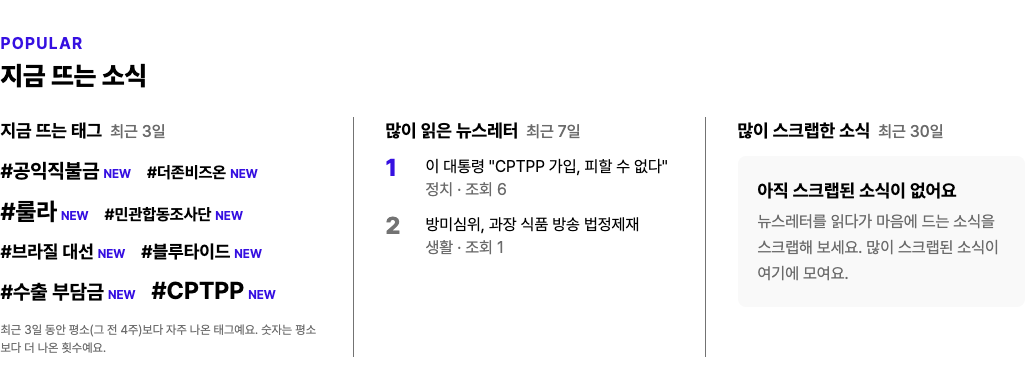 POPULAR
지금 뜨는 소식
지금 뜨는 태그 최근 3일
#공익직불금 NEW #더존비즈온 NEW
#룰라 NEW #민관합동조사단 NEW
#브라질 대선 NEW #블루타이드 NEW
#수출 부담금 NEW #CPTPP NEW
최근 3일 동안 평소(그 전 4주)보다 자주 나온 태그예요. 숫자는 평소
보다 더 나온 횟수예요.
많이 읽은 뉴스레터 최근 7일
1 이 대통령 "CPTPP 가입, 피할 수 없다"
정치 · 조회 6
2 방미심위, 과장 식품 방송 법정제재
생활 · 조회 1
많이 스크랩한 소식 최근 30일
아직 스크랩된 소식이 없어요
뉴스레터를 읽다가 마음에 드는 소식을
스크랩해 보세요. 많이 스크랩된 소식이
여기에 모여요.